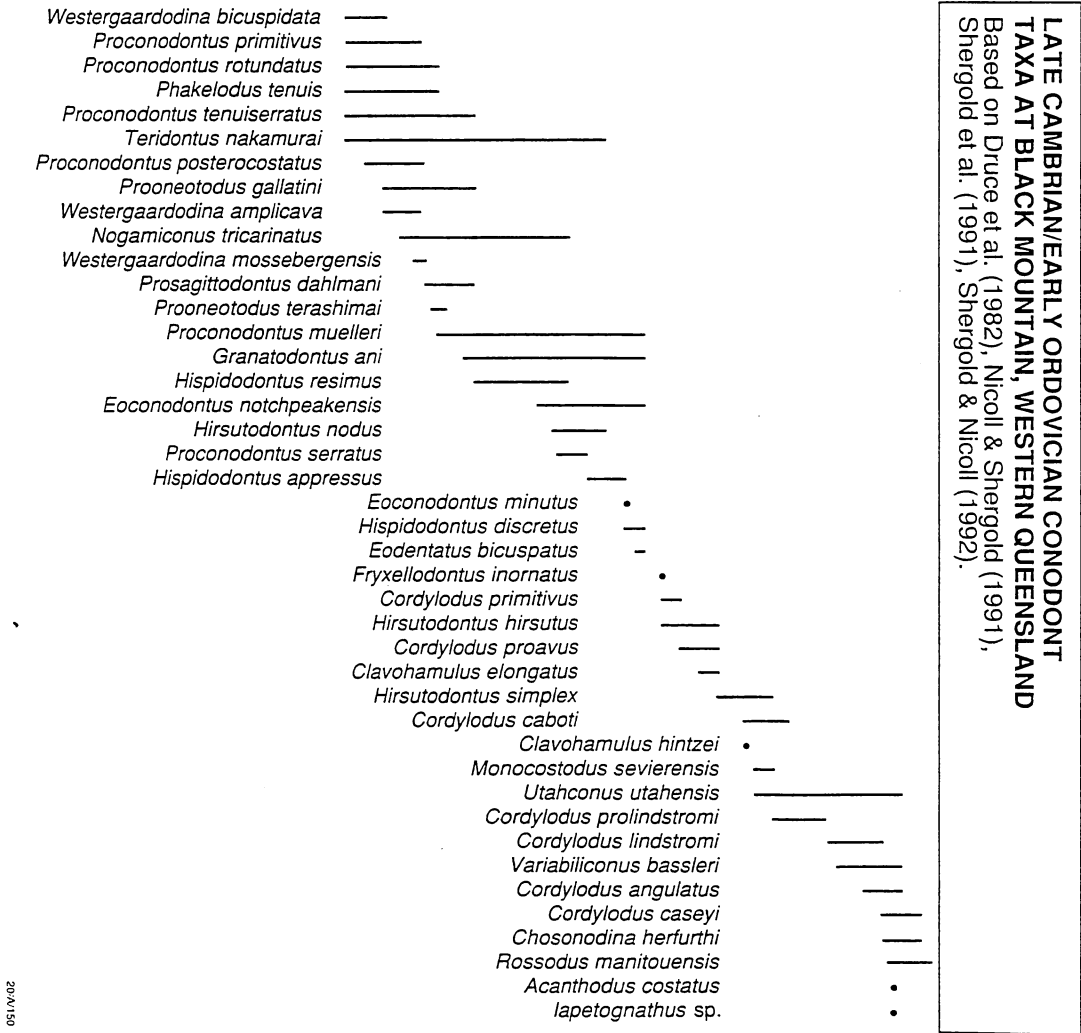 LATE CAMBRIAN/EARLY ORDOVICIAN CONODONT
TAXA AT BLACK MOUNTAIN, WESTERN QUEENSLAND
Based on Druce et al. (1982), Nicoll & Shergold (1991),
Shergold et al. (1991), Shergold & Nicoll (1992).
Westergaardodina bicuspidata
Proconodontus primitivus
Proconodontus rotundatus
Phakelodus tenuis
Proconodontus tenuiserratus
Teridontus nakamurai
Proconodontus posterocostatus
Prooneotodus gallatini
Westergaardodina amplicava
Nogamiconus tricarinatus
Westergaardodina mossebergensis
Prosagittodontus dahlmani
Prooneotodus terashimai
Proconodontus muelleri
Granatodontus ani
Hispidodontus resimus
Eoconodontus notchpeakensis
Hirsutodontus nodus
Proconodontus serratus
Hispidodontus appressus
Eoconodontus minutus
Hispidodontus discretus
Eodentatus bicuspatus
Fryxellodontus inornatus
Cordylodus primitivus
Hirsutodontus hirsutus
Cordylodus proavus
Clavohamulus elongatus
Hirsutodontus simplex
Cordylodus caboti
Clavohamulus hintzei
Monocostodus sevierensis
Utahconus utahensis
Cordylodus prolindstromi
Cordylodus lindstromi
Variabiliconus bassleri
Cordylodus angulatus
Cordylodus caseyi
Chosonodina herfurthi
Rossodus manitouensis
Acanthodus costatus
Iapetognathus sp.
20/A/150